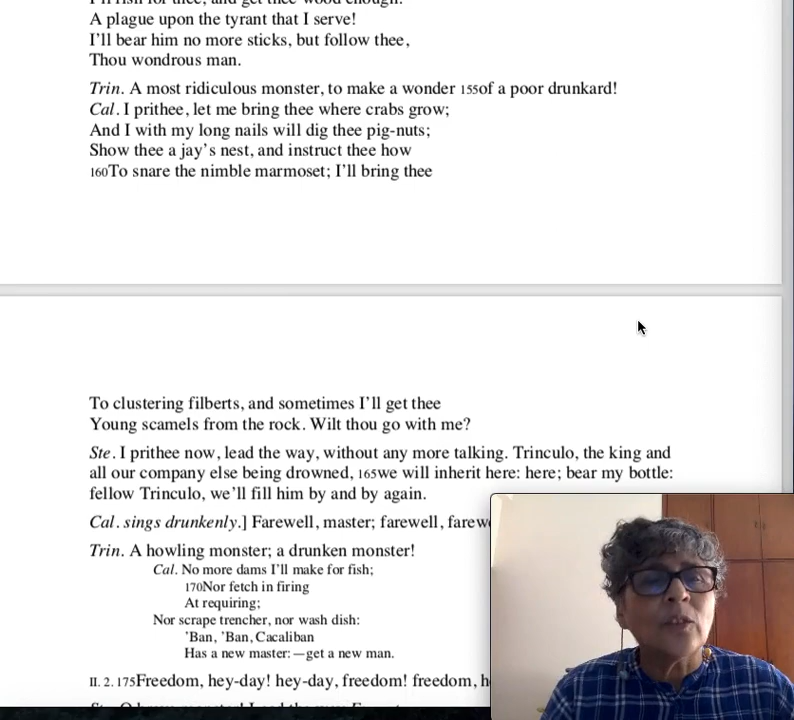 A plague upon the tyrant that I serve!
I’ll bear him no more sticks, but follow thee,
Thou wondrous man.
Trin. A most ridiculous monster, to make a wonder 155of a poor drunkard!
Cal. I prithee, let me bring thee where crabs grow;
And I with my long nails will dig thee pig-nuts;
Show thee a jay’s nest, and instruct thee how
160To snare the nimble marmoset; I’ll bring thee
To clustering filberts, and sometimes I’ll get thee
Young scamels from the rock. Wilt thou go with me?
Ste. I prithee now, lead the way, without any more talking. Trinculo, the king and
all our company else being drowned, 165we will inherit here: here; bear my bottle:
fellow Trinculo, we’ll fill him by and by again.
Cal. sings drunkenly.] Farewell, master; farewell,
Trin. A howling monster; a drunken monster!
Cal. No more dams I’ll make for fish;
170Nor fetch in firing
At requiring;
Nor scrape trencher, nor wash dish:
’Ban, ’Ban, Cacaliban
Has a new master:—get a new man.
II. 2. 175Freedom, hey-day! hey-day, freedom! freedom,